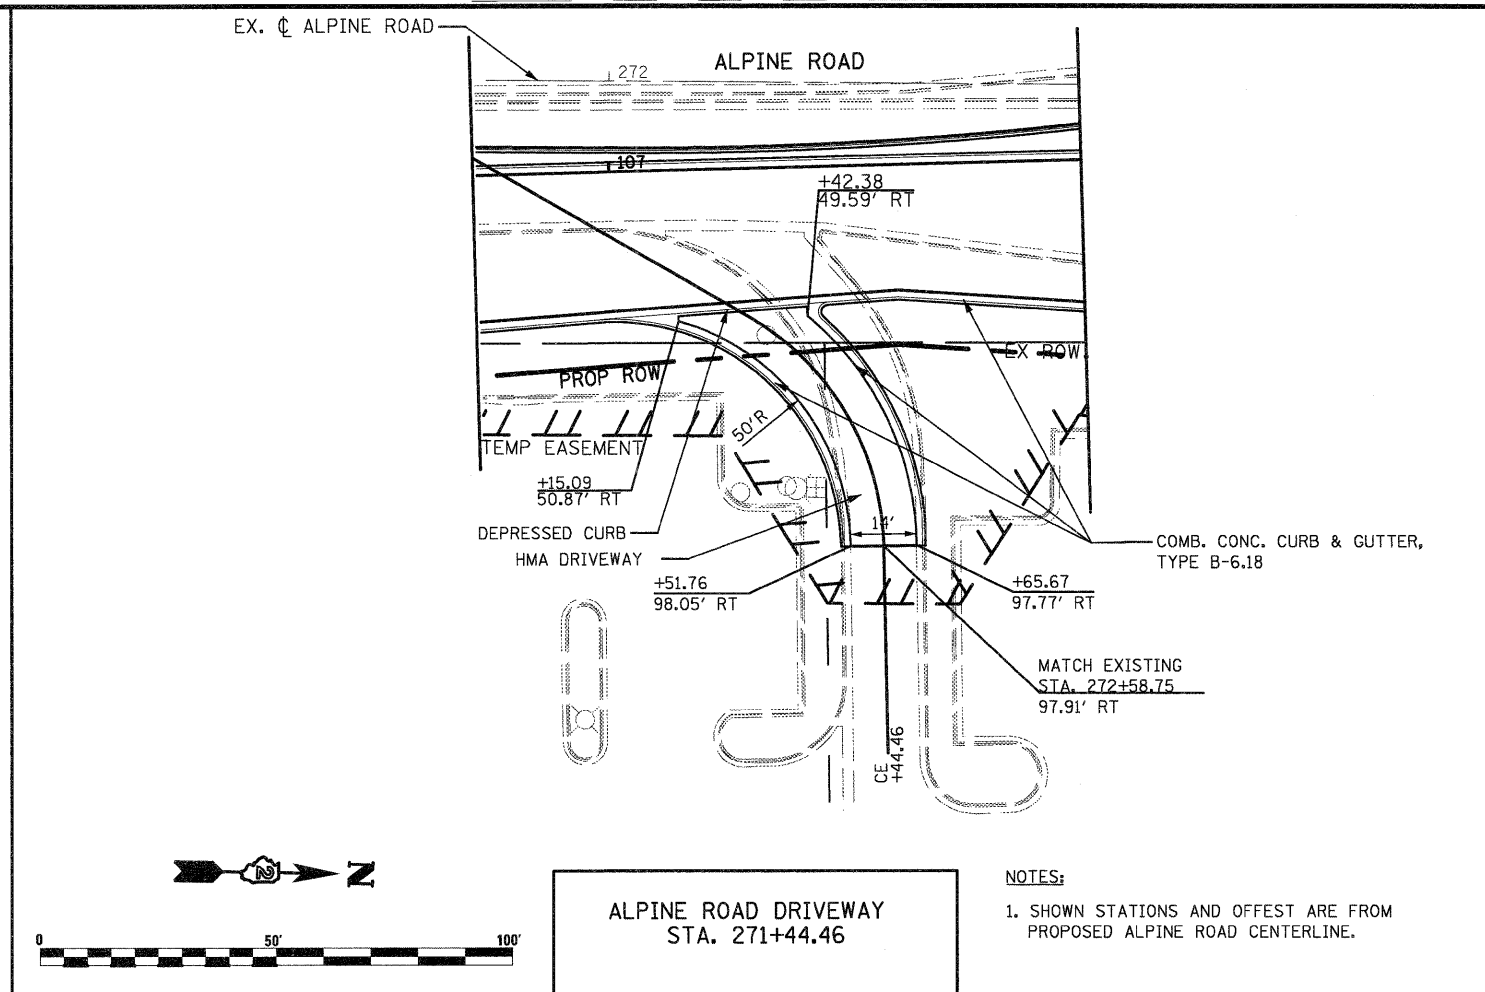 EX. ℄ ALPINE ROAD
ALPINE ROAD
272
107
+42.38
49.59' RT
EX ROW
PROP ROW
50'R
TEMP EASEMENT
+15.09
50.87' RT
DEPRESSED CURB
HMA DRIVEWAY
14'
COMB. CONC. CURB & GUTTER,
TYPE B-6.18
+51.76
98.05' RT
+65.67
97.77' RT
MATCH EXISTING
STA. 272+58.75
97.91' RT
CE
+44.46
2
N
0 50' 100'
ALPINE ROAD DRIVEWAY
STA. 271+44.46
NOTES:
1. SHOWN STATIONS AND OFFEST ARE FROM
PROPOSED ALPINE ROAD CENTERLINE.